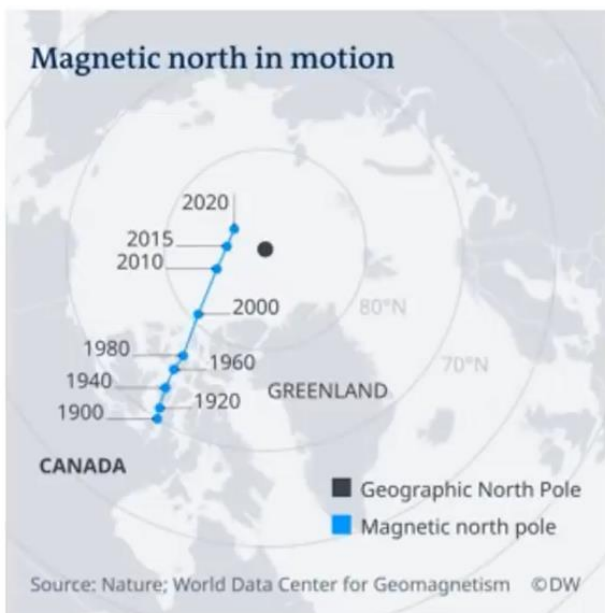 Magnetic north in motion
2020
2015
2010
2000
80°N
1980
1960
70°N
1940
GREENLAND
1920
1900
CANADA
Geographic North Pole
Magnetic north pole
Source: Nature; World Data Center for Geomagnetism ©DW